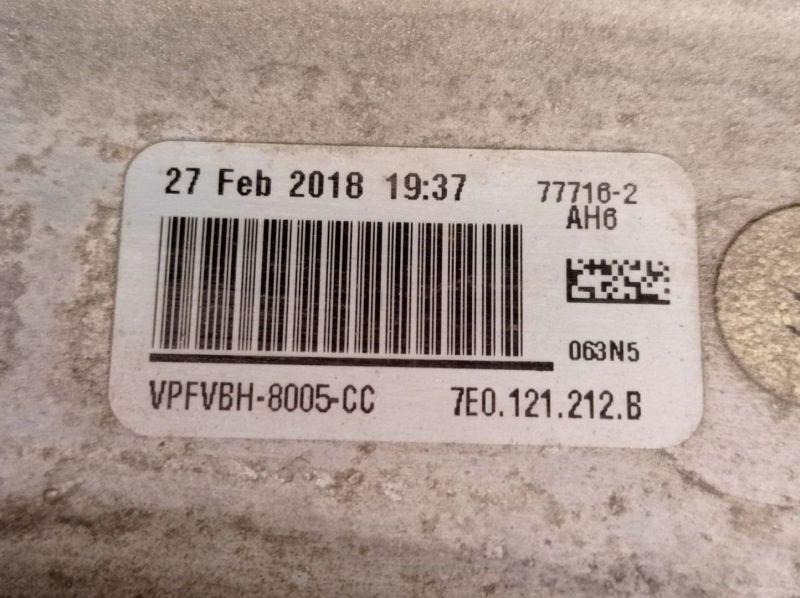 27 Feb 2018 19:37
77716-2
AH6
063N5
VPFVBH-8005-CC
7E0.121.212.B